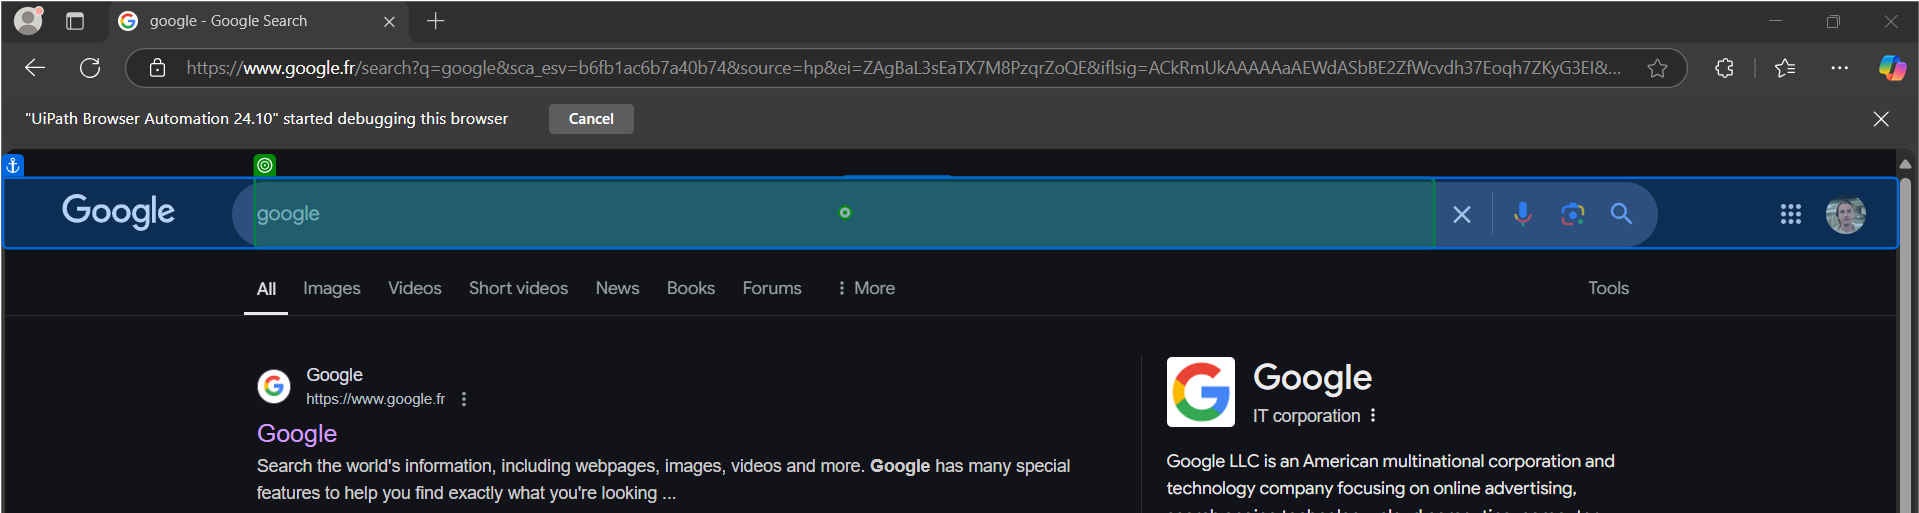 google - Google Search
https://www.google.fr/search?q=google&sca_esv=b6fb1ac6b7a40b74&source=hp&ei=ZAgBaL3sEaTX7M8PzqrZoQE&iflsig=ACkRmUkAAAAAaAEWdASbBE2ZfWcvdh37Eoqh7ZKyG3EI&...
"UiPath Browser Automation 24.10" started debugging this browser Cancel
Google google
All Images Videos Short videos News Books Forums More Tools
Google
https://www.google.fr
Google
Search the world's information, including webpages, images, videos and more. Google has many special
features to help you find exactly what you're looking ...
Google
IT corporation
Google LLC is an American multinational corporation and
technology company focusing on online advertising,